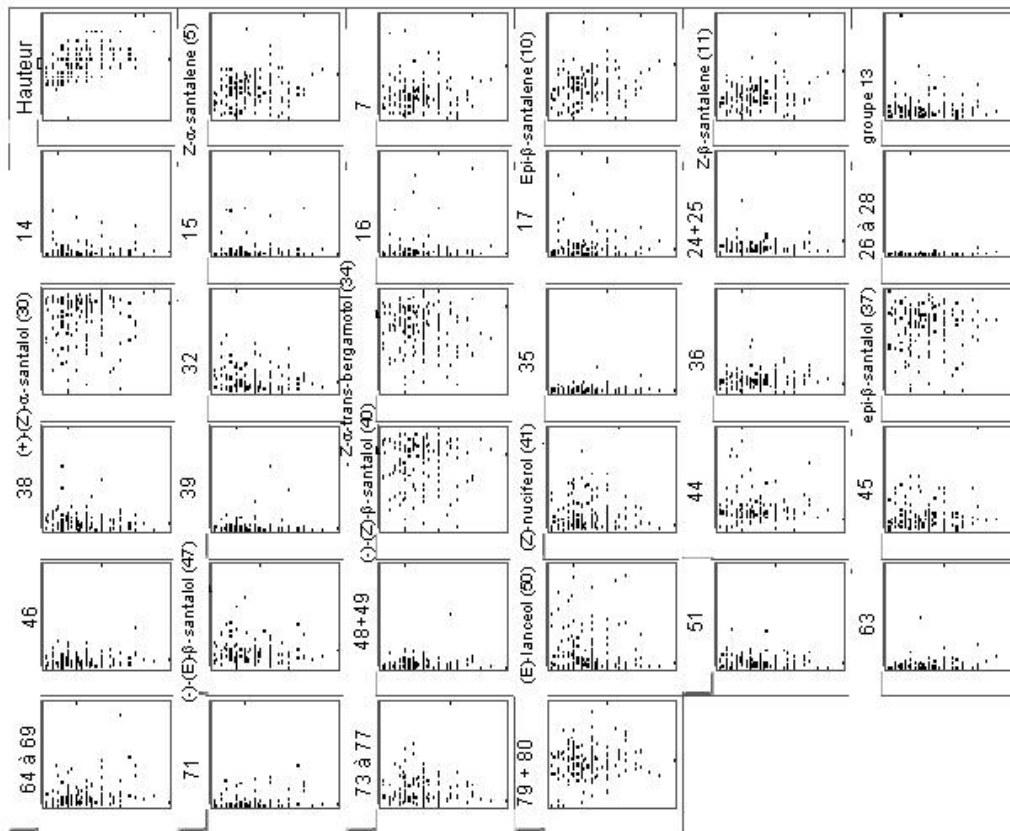 Hauteur
Z-α-santalene (5)
7
Epi-β-santalene (10)
Z-β-santalene (11)
groupe 13
14
15
16
17
24+25
26 à 28
(+)-(Z)-α-santalol (30)
32
- Z-α-trans-bergamotol (34)
35
36
epi-β-santalol (37)
38
39
(-)-(Z)-β-santalol (40)
(Z)-nuciferol (41)
44
45
46
(-)-(E)-β-santalol (47)
48+49
(E)-lanceol (50)
51
63
64 à 69
71
73 à 77
79 + 80